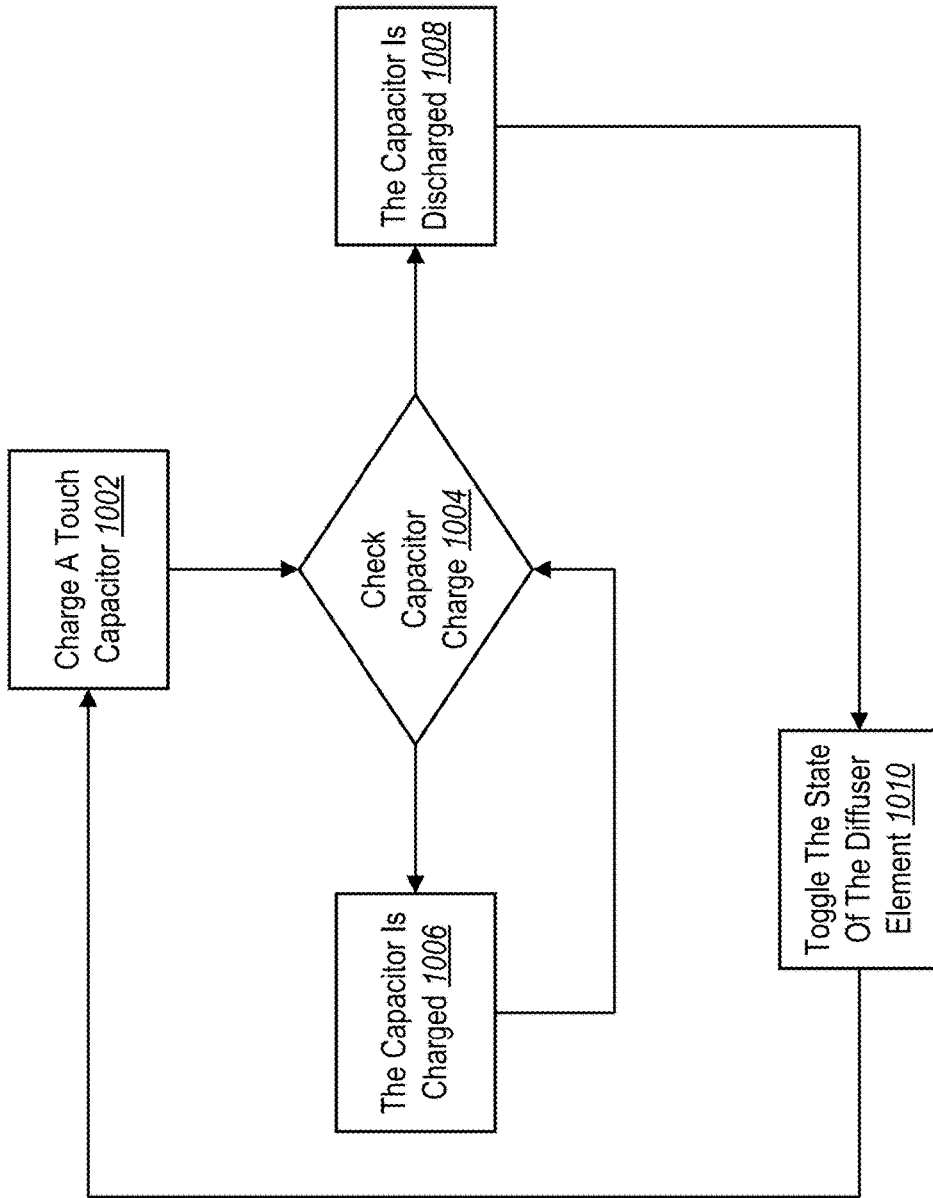 Charge A Touch
Capacitor 1002
Check
Capacitor
Charge 1004
The Capacitor Is
Charged 1006
The Capacitor Is
Discharged 1008
Toggle The State
Of The Diffuser
Element 1010